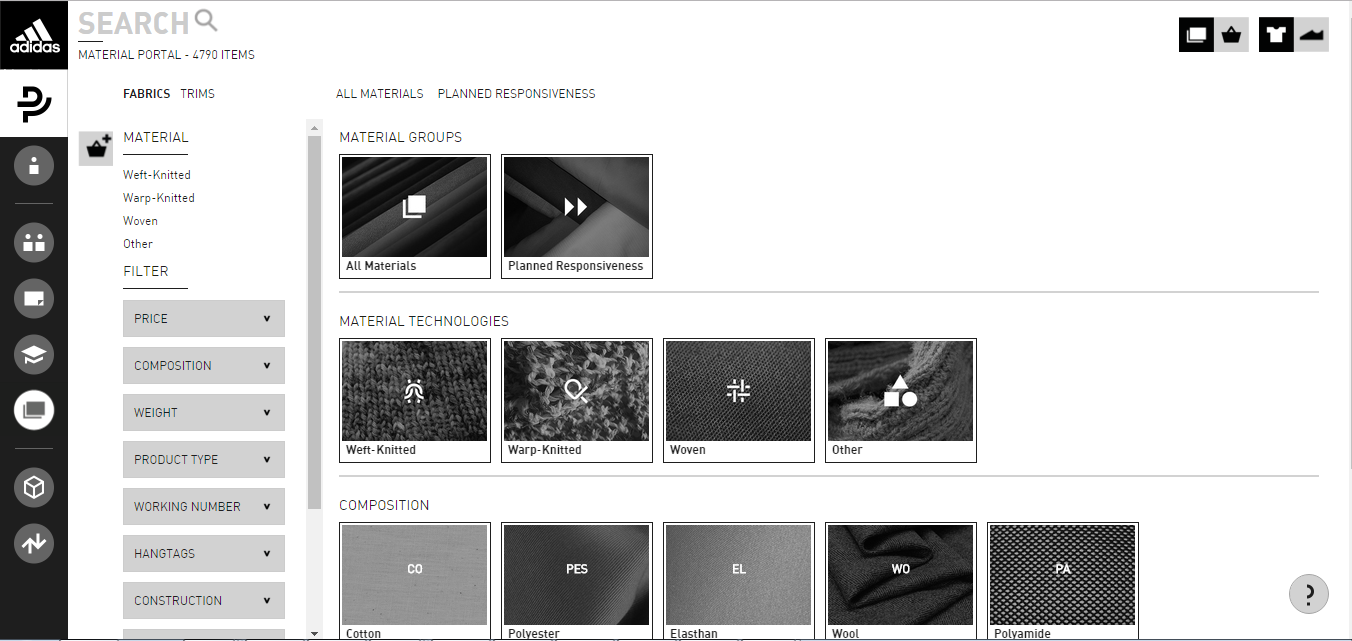 adidas
SEARCH
MATERIAL PORTAL - 4790 ITEMS
FABRICS TRIMS
ALL MATERIALS PLANNED RESPONSIVENESS
MATERIAL
Weft-Knitted
Warp-Knitted
Woven
Other
FILTER
PRICE
COMPOSITION
WEIGHT
PRODUCT TYPE
WORKING NUMBER
HANGTAGS
CONSTRUCTION
MATERIAL GROUPS
All Materials
Planned Responsiveness
MATERIAL TECHNOLOGIES
Weft-Knitted
Warp-Knitted
Woven
Other
COMPOSITION
CO
Cotton
PES
Polyester
EL
Elasthan
WO
Wool
PA
Polyamide
?